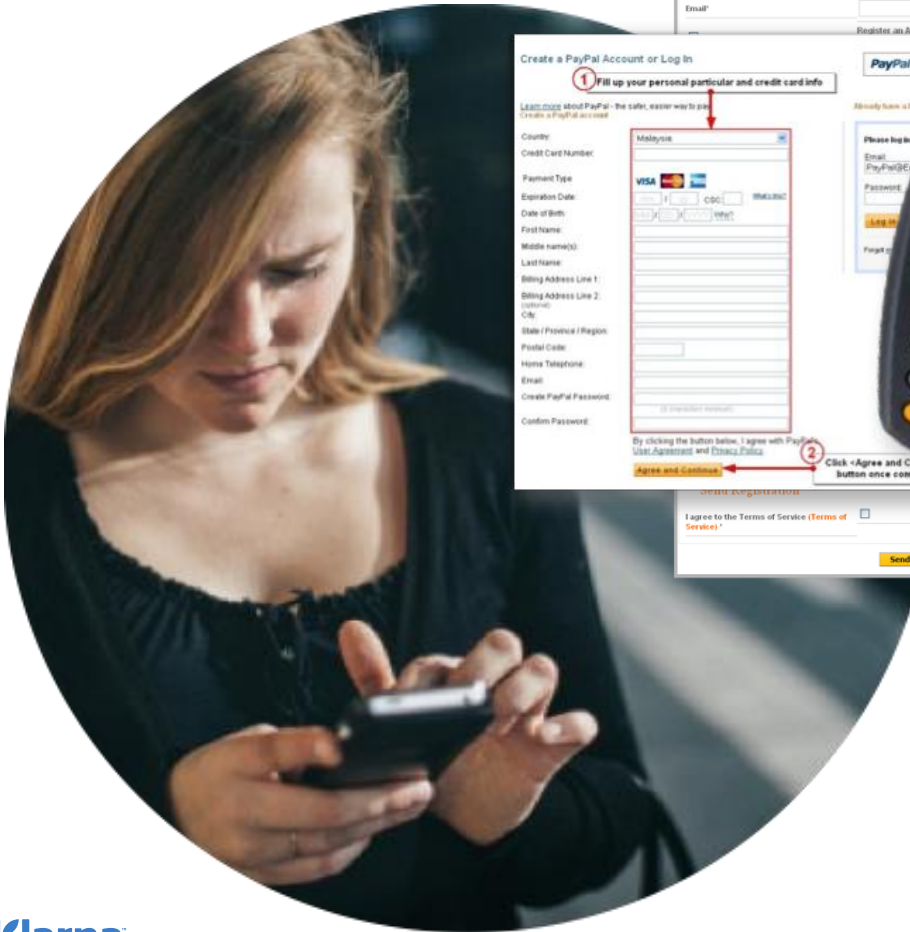 Email*
Register an A
Create a PayPal Account or Log In
PayPal
1 Fill up your personal particular and credit card info
Learn more about PayPal - the safer, easier way to pay
Create a PayPal account
Already have a
Country:
Malaysia
Please log in
Credit Card Number:
Email:
Payment Type
VISA
Password:
Expiration Date:
/ CSC:
What's this?
Date of Birth:
/ / Why?
Log In
First Name:
Middle name(s):
Forgot
Last Name:
Billing Address Line 1:
Billing Address Line 2:
(optional)
City:
State / Province / Region:
Postal Code:
Home Telephone:
Email:
Create PayPal Password:
Confirm Password:
By clicking the button below, I agree with PayPal's
User Agreement and Privacy Policy.
2
Agree and Continue
Click <Agree and C
button once com
Send Registration
I agree to the Terms of Service (Terms of
Service) *
Send
Klarna